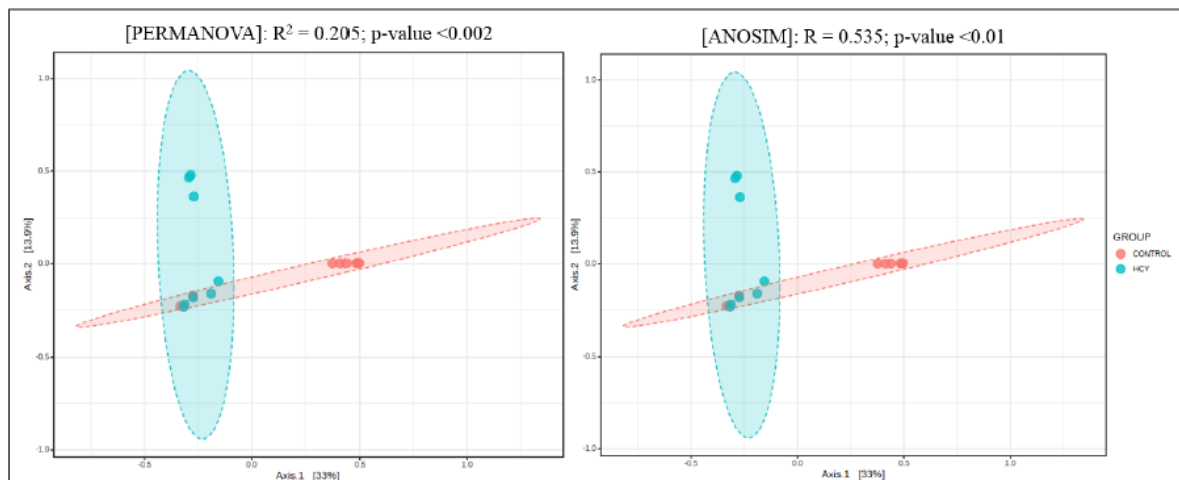 [PERMANOVA]: R² = 0.205; p-value <0.002
1.0
0.5
0.0
-0.5
-1.0
Axis.2 [13.9%]
-0.5
0.0
0.5
1.0
Axis.1 [33%]
[ANOSIM]: R = 0.535; p-value <0.01
1.0
0.5
0.0
-0.5
-1.0
Axis.2 [13.9%]
-0.5
0.0
0.5
1.0
Axis.1 [33%]
GROUP
CONTROL
HCY